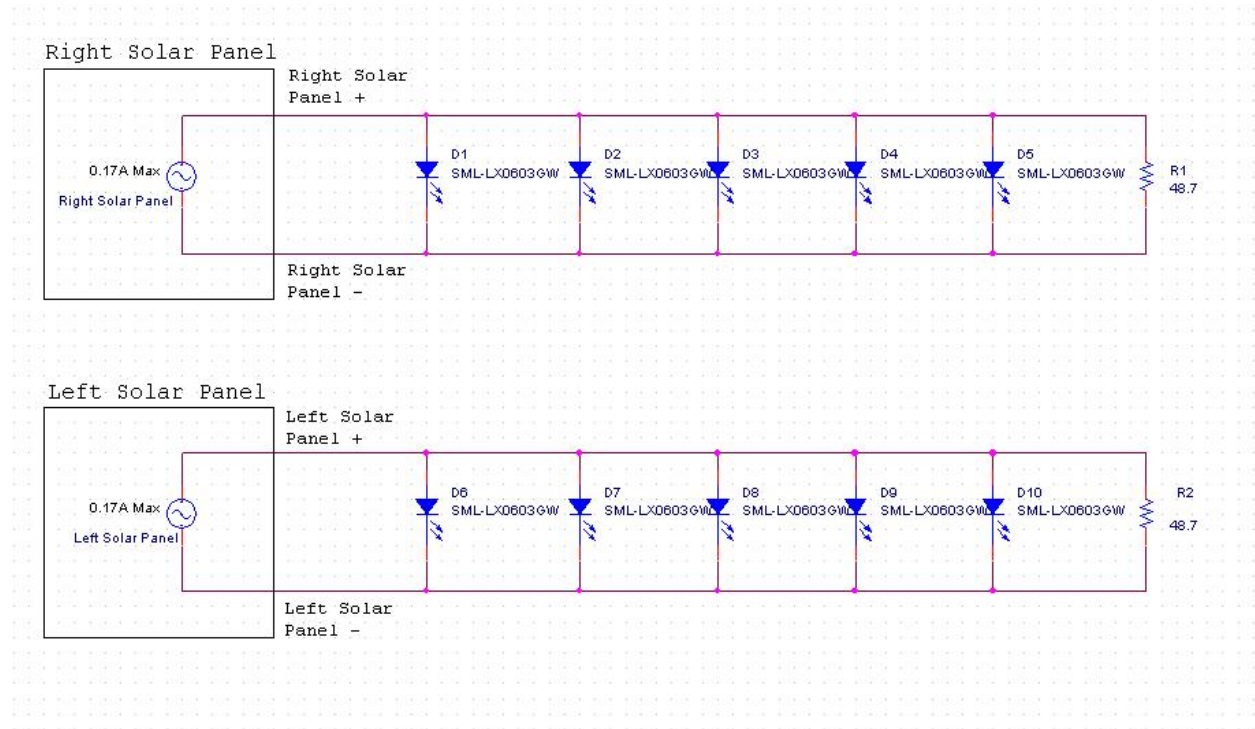 Right Solar Panel
Right Solar
Panel +
0.17A Max
Right Solar Panel
D1
SML-LX0603GW
D2
SML-LX0603GW
D3
SML-LX0603GW
D4
SML-LX0603GW
D5
SML-LX0603GW
R1
48.7
Right Solar
Panel -
Left Solar Panel
Left Solar
Panel +
0.17A Max
Left Solar Panel
D6
SML-LX0603GW
D7
SML-LX0603GW
D8
SML-LX0603GW
D9
SML-LX0603GW
D10
SML-LX0603GW
R2
48.7
Left Solar
Panel -